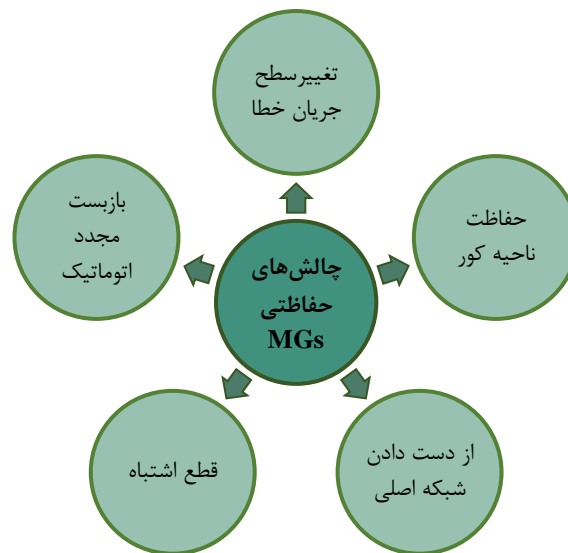 تغییرسطح
جریان خطا
حفاظت
ناحیه کور
از دست دادن
شبکه اصلی
قطع اشتباه
بازبست
مجدد
اتوماتیک
چالش‌های
حفاظتی
MGs